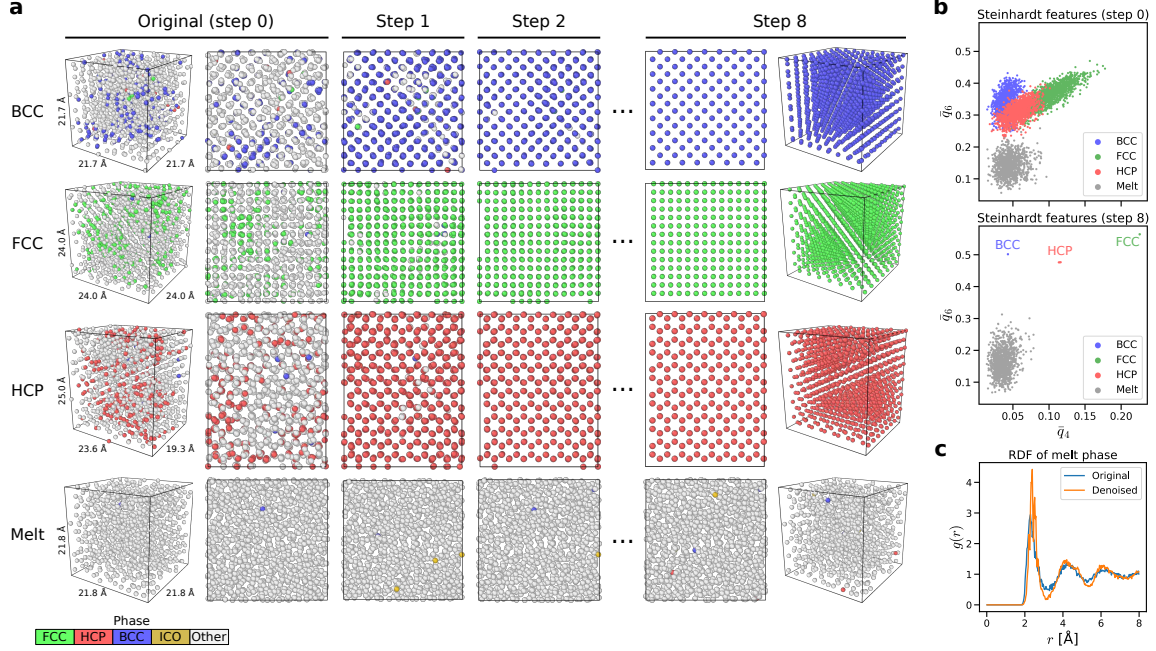 a
Original (step 0)
Step 1
Step 2
Step 8
BCC
21.7 Å
21.7 Å
21.7 Å
...
FCC
24.0 Å
24.0 Å
24.0 Å
...
HCP
25.0 Å
23.6 Å
19.3 Å
...
Melt
21.8 Å
21.8 Å
21.8 Å
...
Phase
FCC HCP BCC ICO Other
b
Steinhardt features (step 0)
0.5
0.4
0.3
0.2
0.1
q̄6
BCC
FCC
HCP
Melt
Steinhardt features (step 8)
BCC
HCP
FCC
0.5
0.4
0.3
0.2
0.1
q̄6
BCC
FCC
HCP
Melt
0.05 0.10 0.15 0.20
q̄4
c
RDF of melt phase
Original
Denoised
4
3
2
1
0
g(r)
0 2 4 6 8
r [Å]